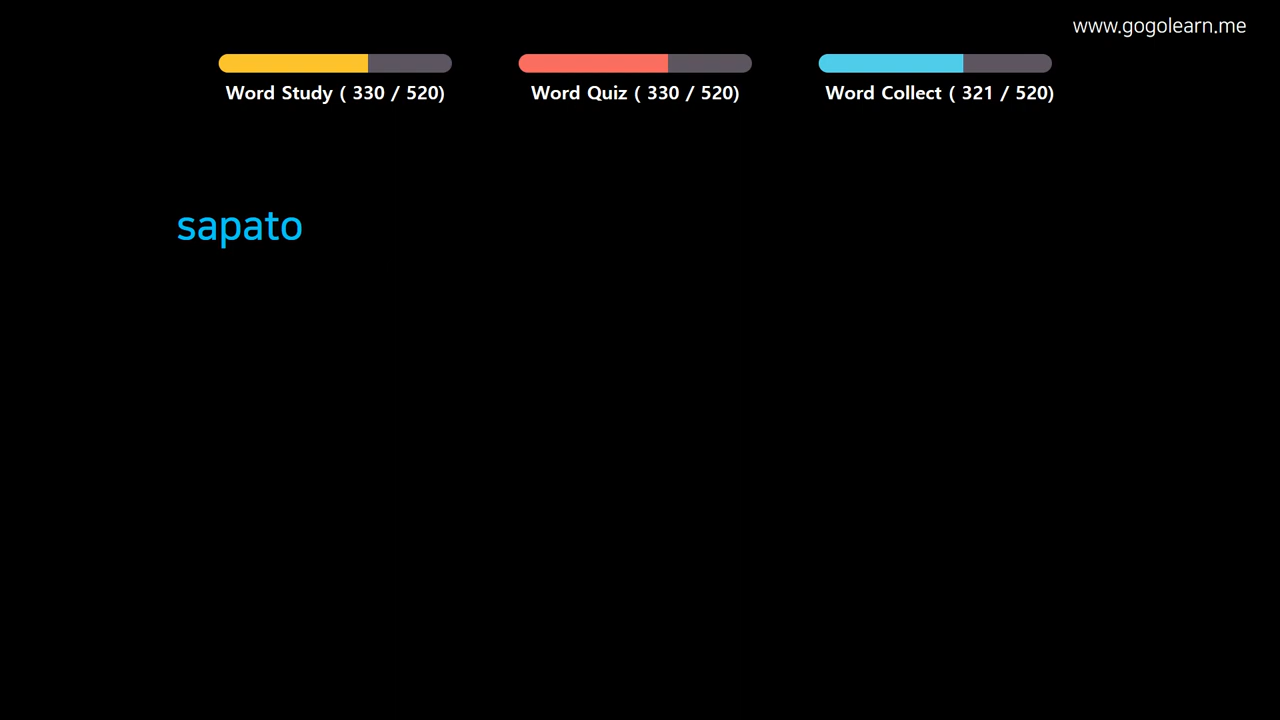 www.gogolearn.me
Word Study ( 330 / 520)
Word Quiz ( 330 / 520)
Word Collect ( 321 / 520)
sapato